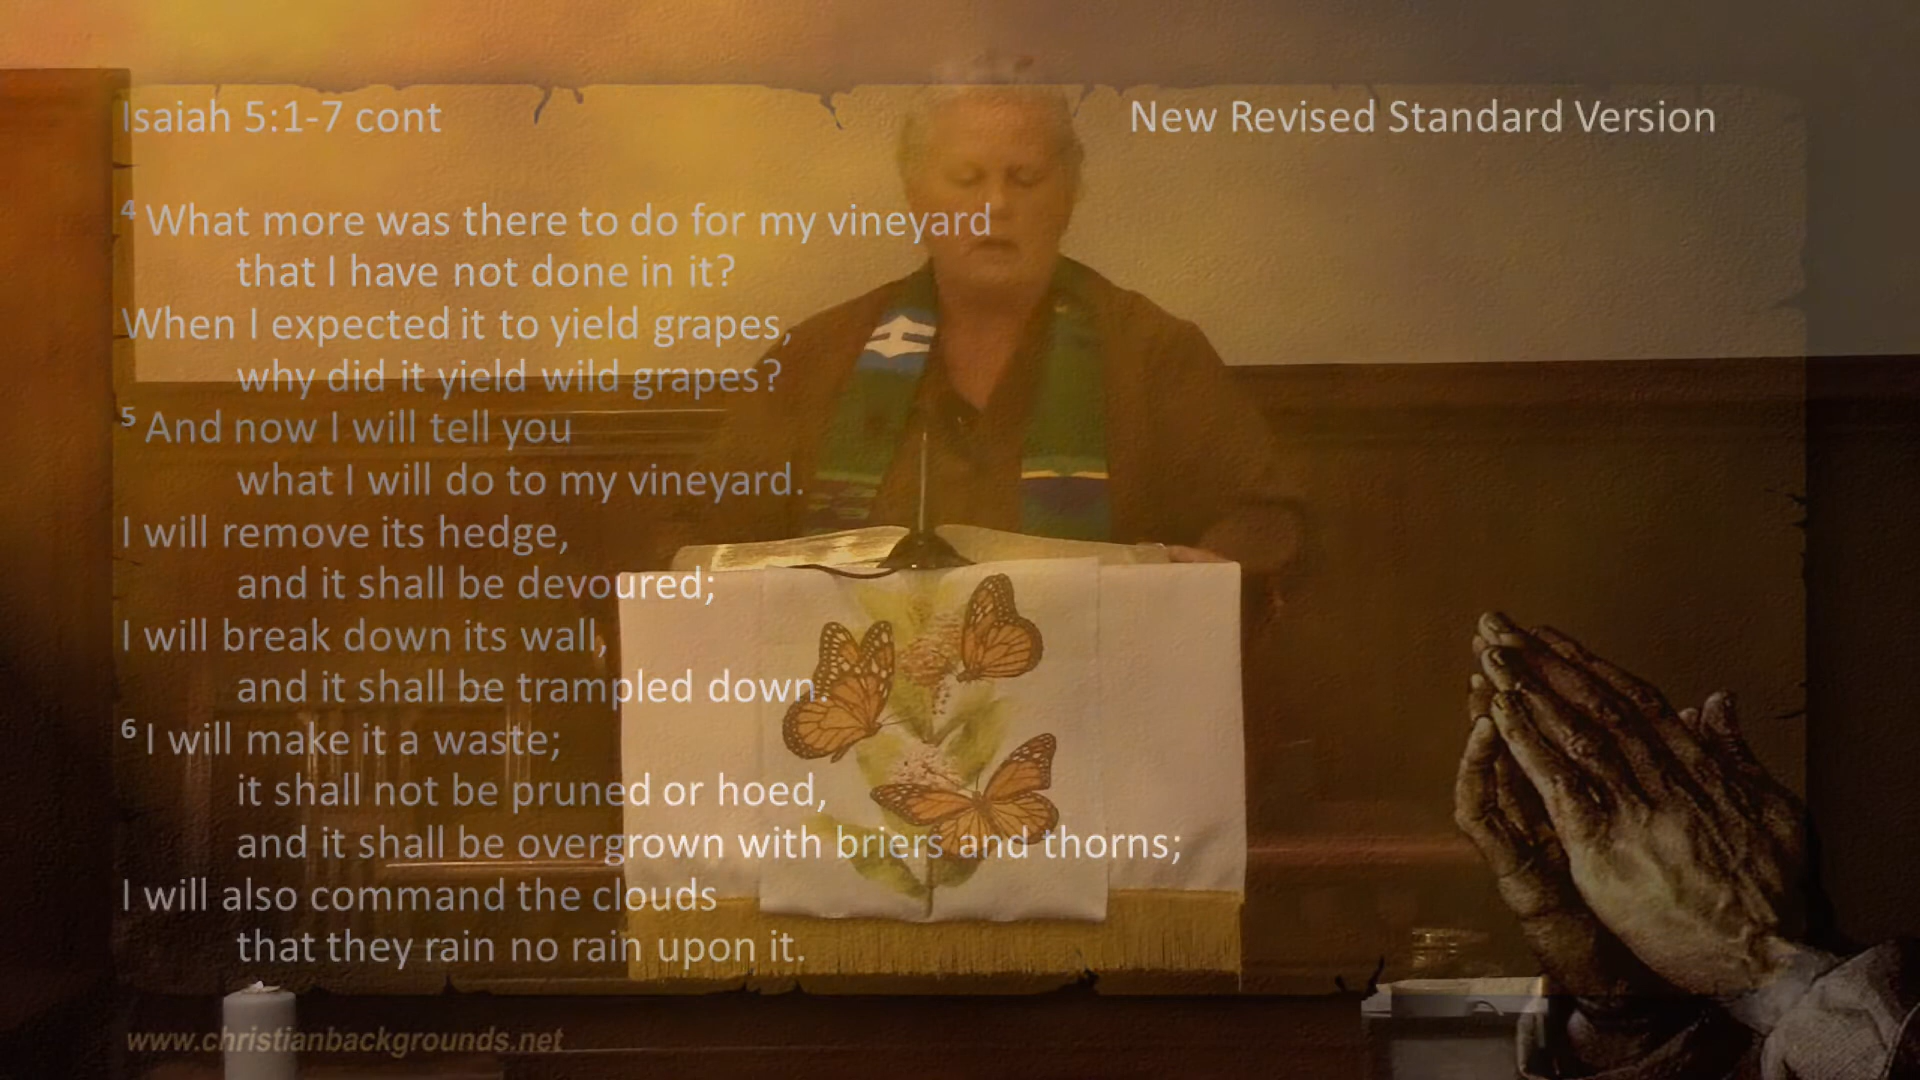 Isaiah 5:1-7 cont
New Revised Standard Version
4 What more was there to do for my vineyard
that I have not done in it?
When I expected it to yield grapes,
why did it yield wild grapes?
5 And now I will tell you
what I will do to my vineyard.
I will remove its hedge,
and it shall be devoured;
I will break down its wall,
and it shall be trampled down.
6 I will make it a waste;
it shall not be pruned or hoed,
and it shall be overgrown with briers and thorns;
I will also command the clouds
that they rain no rain upon it.
www.christianbackgrounds.net